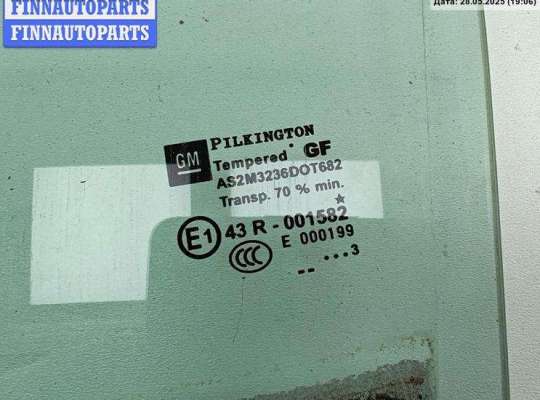 FINNAUTOPARTS
FINNAUTOPARTS
Дата: 28.05.2025 (19:06)
GM
PILKINGTON
Tempered GF
AS2M3236DOT682
Transp. 70 % min.
E1 43 R - 001582
CCC E 000199
-- ...3